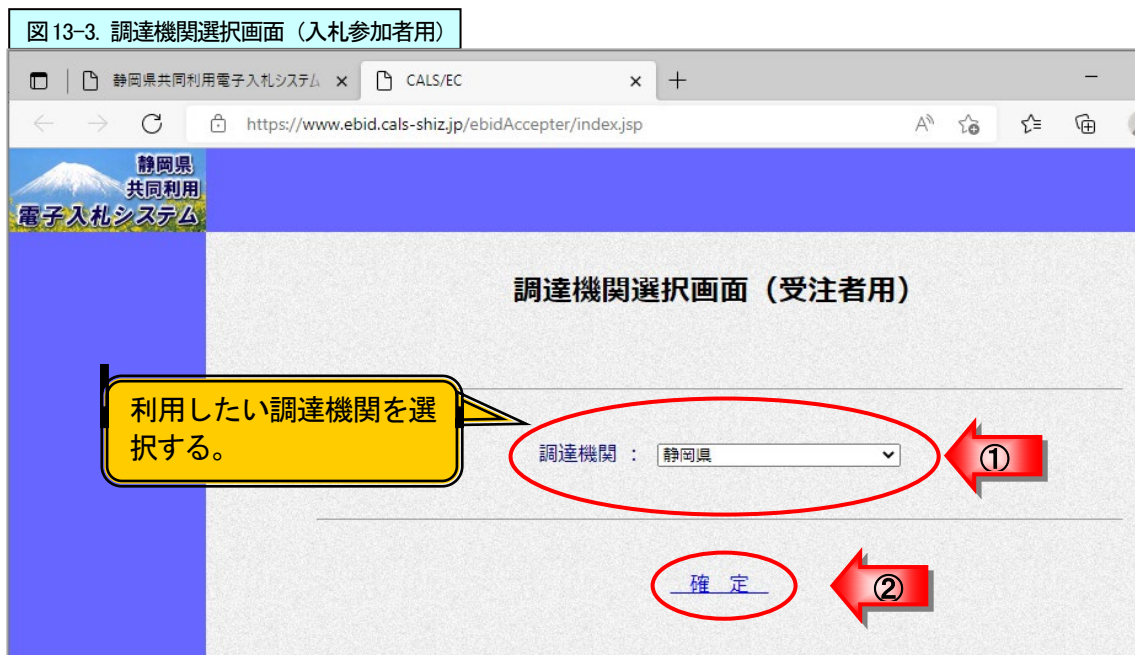 図13-3. 調達機関選択画面（入札参加者用）
静岡県共同利用電子入札システム
CALS/EC
https://www.ebid.cals-shiz.jp/ebidAccepter/index.jsp
静岡県
共同利用
電子入札システム
調達機関選択画面（受注者用）
利用したい調達機関を選
択する。
調達機関 ： 静岡県
①
確 定
②